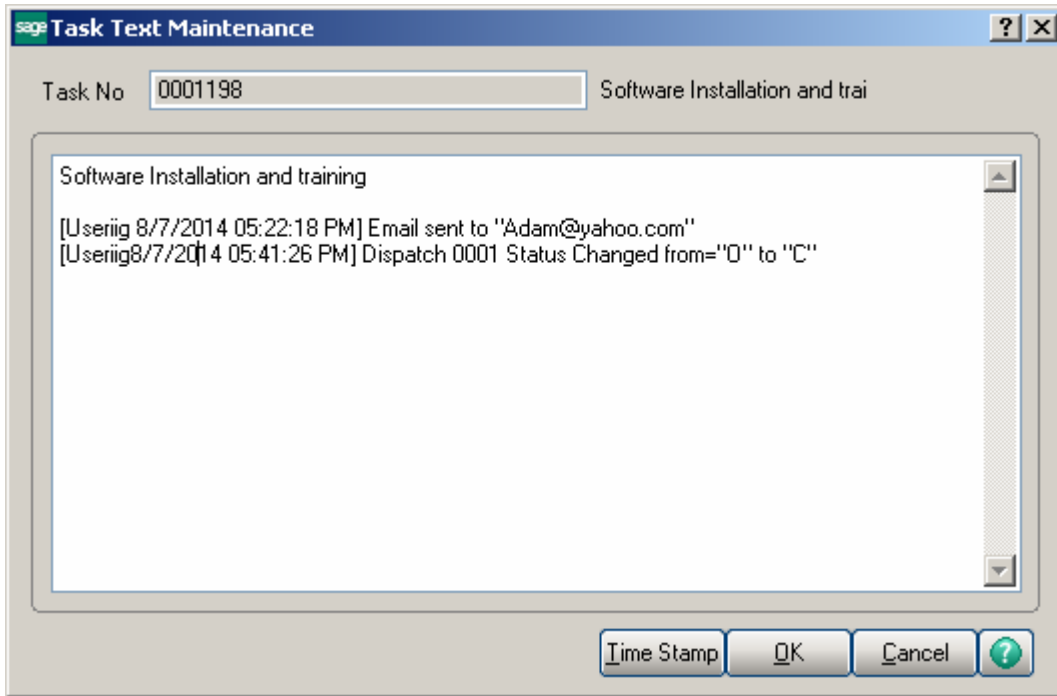 sage Task Text Maintenance
Task No 0001198 Software Installation and trai
Software Installation and training
[Useriig 8/7/2014 05:22:18 PM] Email sent to "Adam@yahoo.com"
[Useriig8/7/2014 05:41:26 PM] Dispatch 0001 Status Changed from="O" to "C"
Time Stamp OK Cancel